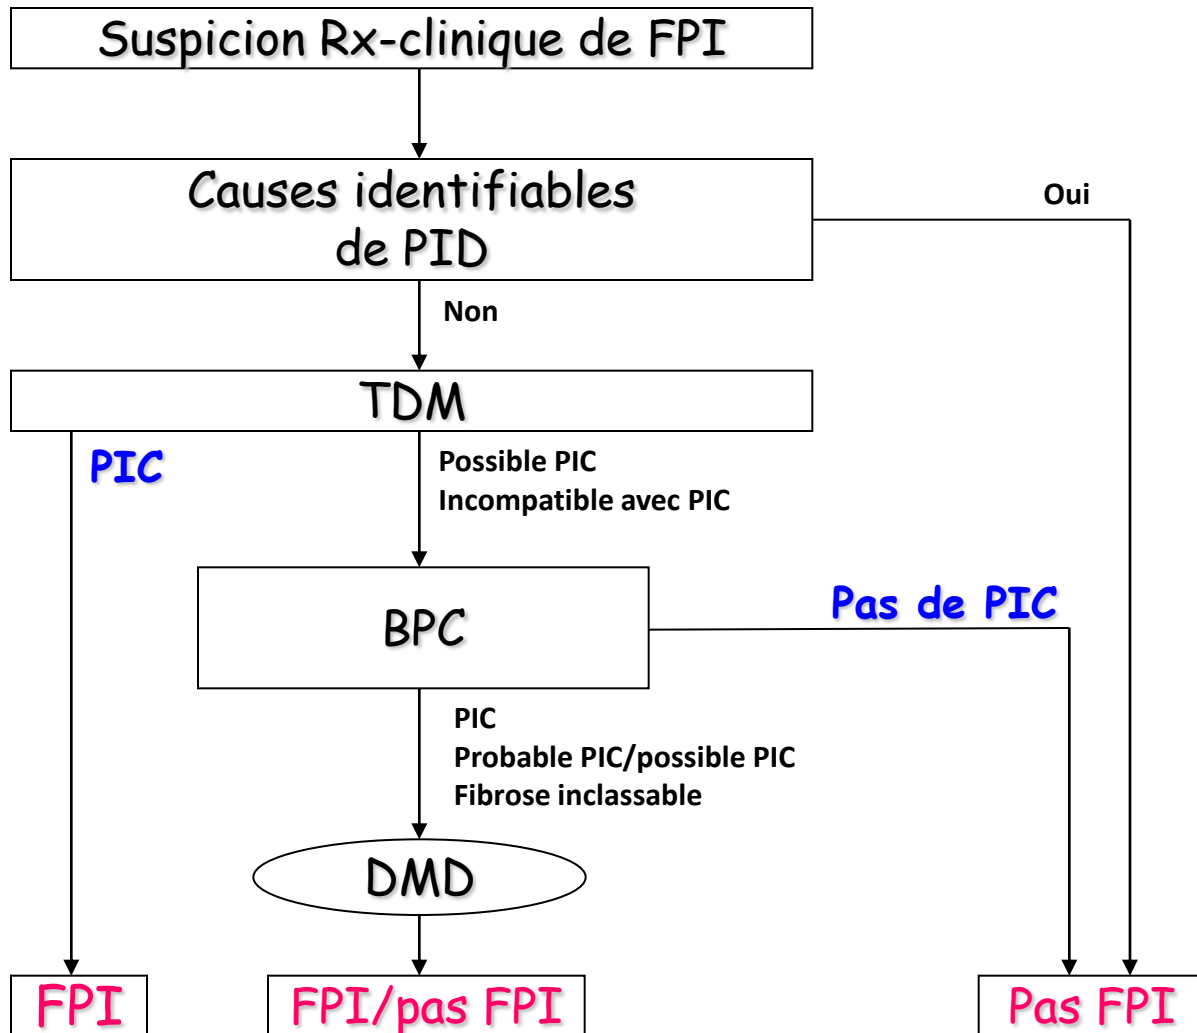 Suspicion Rx-clinique de FPI
Causes identifiables
de PID
Oui
Non
TDM
PIC
Possible PIC
Incompatible avec PIC
BPC
Pas de PIC
PIC
Probable PIC/possible PIC
Fibrose inclassable
DMD
FPI
FPI/pas FPI
Pas FPI